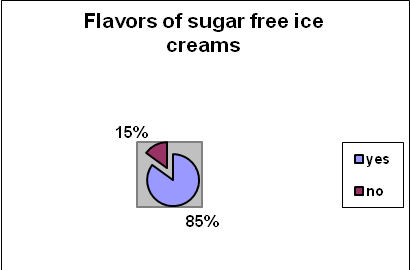 Flavors of sugar free ice
creams
15%
yes
no
85%